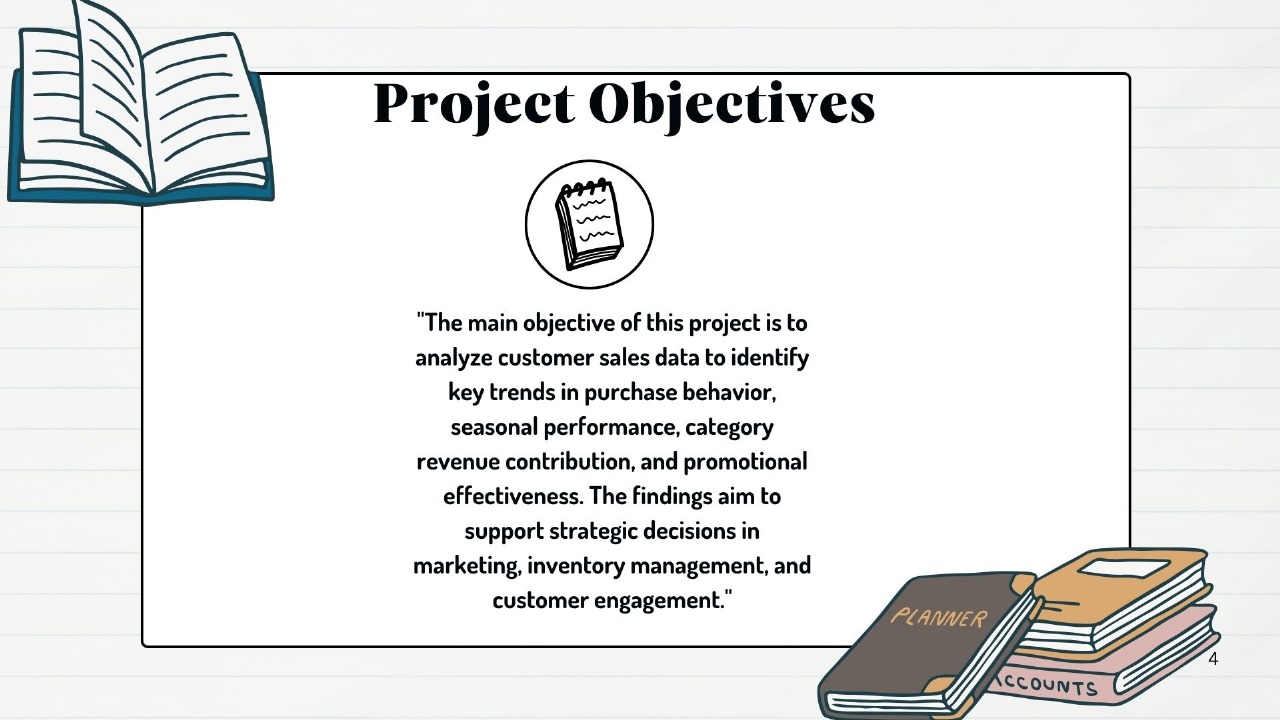 Project Objectives
"The main objective of this project is to
analyze customer sales data to identify
key trends in purchase behavior,
seasonal performance, category
revenue contribution, and promotional
effectiveness. The findings aim to
support strategic decisions in
marketing, inventory management, and
customer engagement."
PLANNER
ACCOUNTS
4